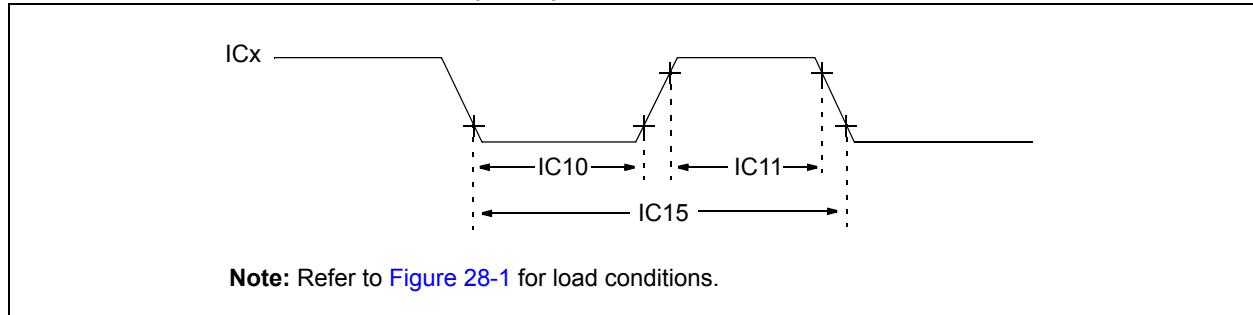 ICx
IC10
IC11
IC15
Note: Refer to Figure 28-1 for load conditions.